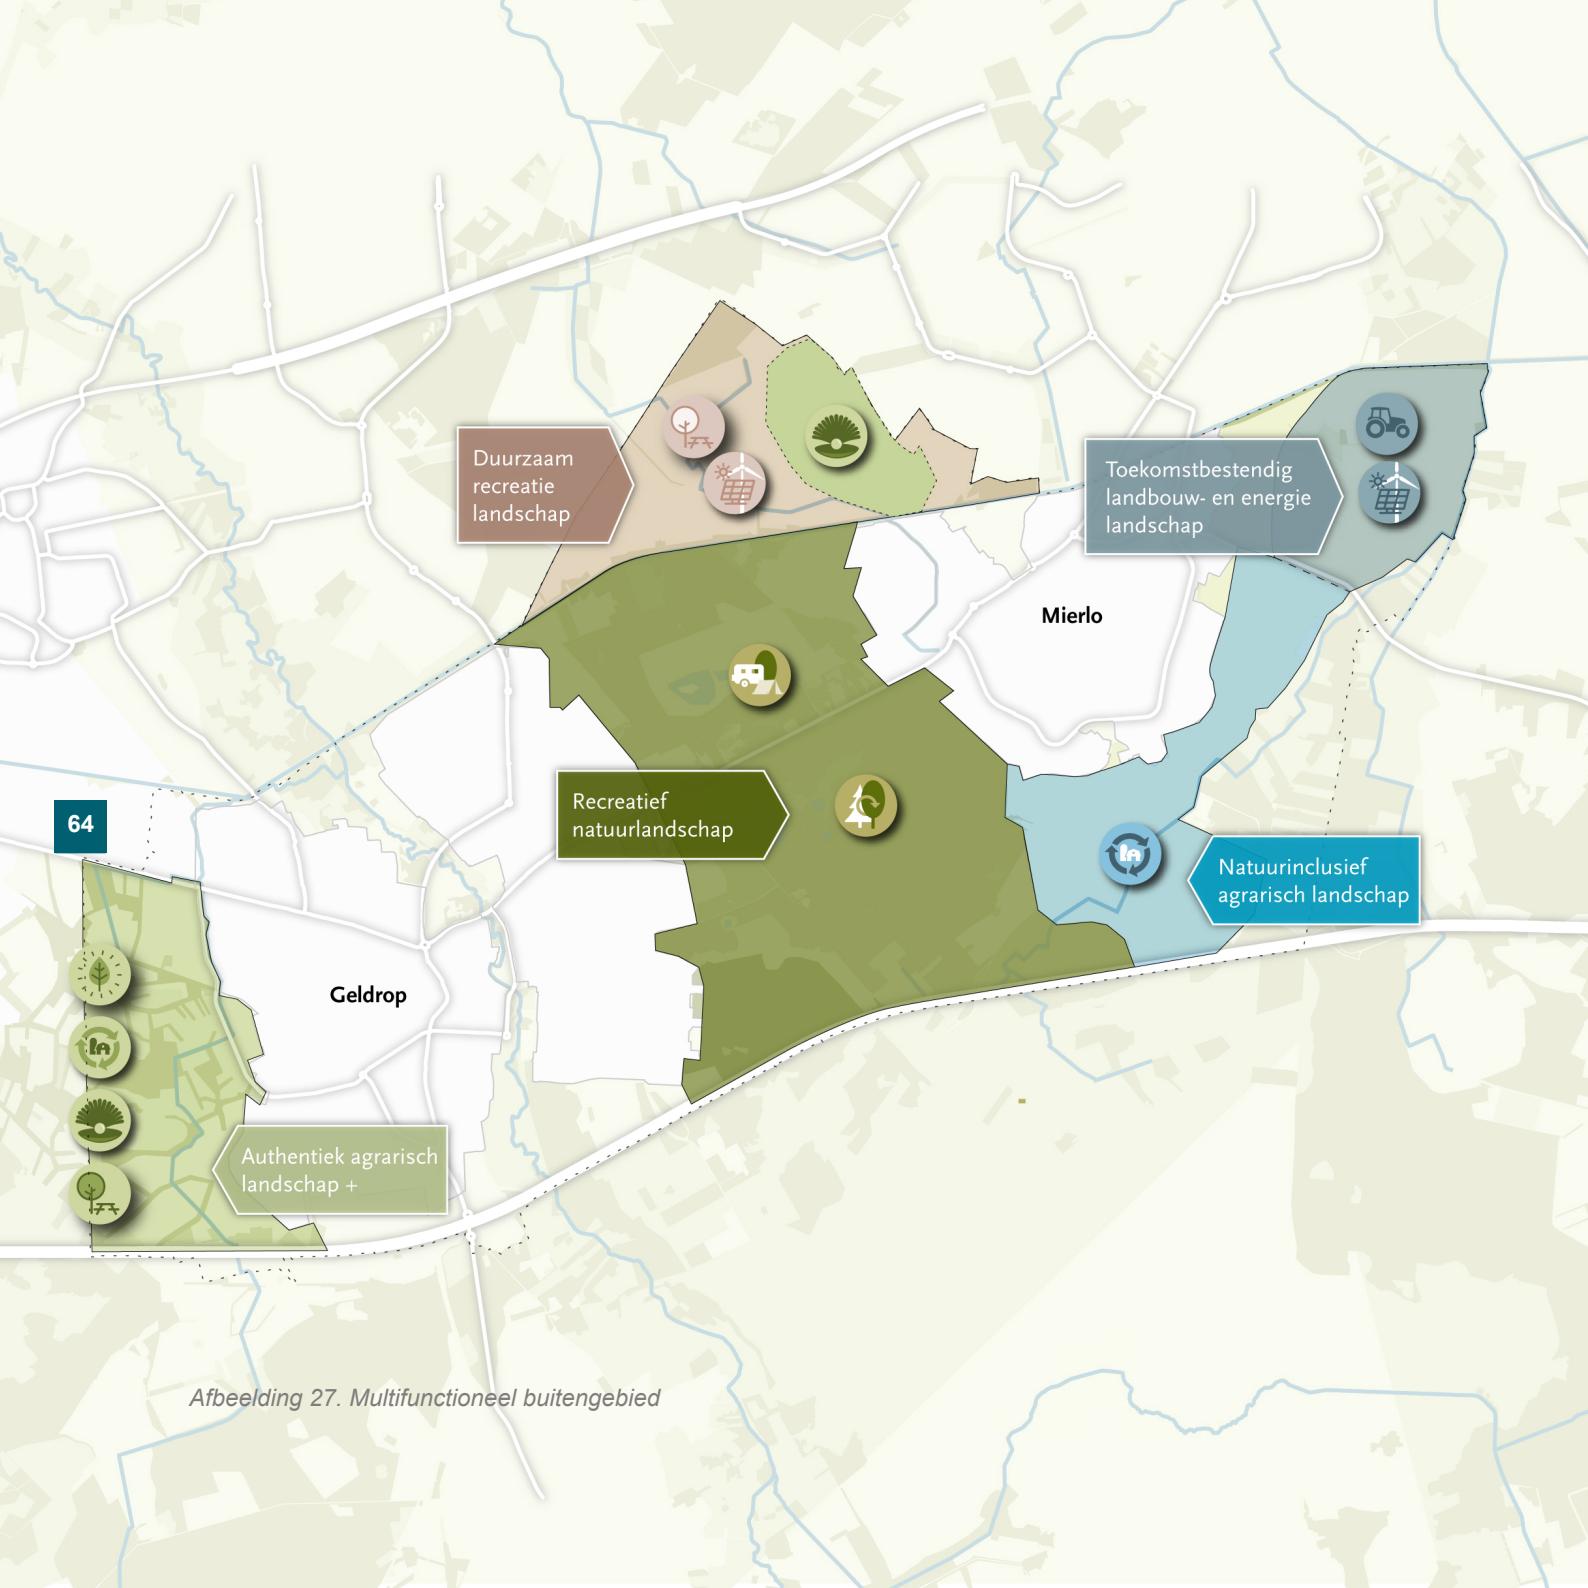 Duurzaam
recreatie
landschap
Toekomstbestendig
landbouw- en energie
landschap
Mierlo
Recreatief
natuurlandschap
64
Natuurinclusief
agrarisch landschap
Geldrop
Authentiek agrarisch
landschap +
Afbeelding 27. Multifunctioneel buitengebied